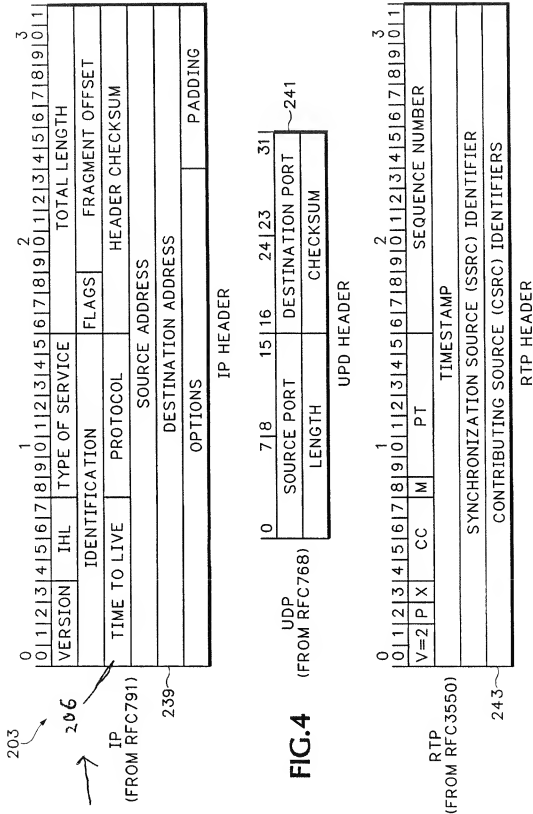 203
206
0 1 2 3
0|1|2|3|4|5|6|7|8|9|0|1|2|3|4|5|6|7|8|9|0|1|2|3|4|5|6|7|8|9|0|1
VERSION IHL TYPE OF SERVICE TOTAL LENGTH
IDENTIFICATION FLAGS FRAGMENT OFFSET
IP
(FROM RFC791)
TIME TO LIVE PROTOCOL HEADER CHECKSUM
SOURCE ADDRESS
239
DESTINATION ADDRESS
OPTIONS PADDING
IP HEADER
FIG.4
UDP
(FROM RFC768)
0 7|8 15|16 24|23 31
SOURCE PORT DESTINATION PORT
241
LENGTH CHECKSUM
UPD HEADER
RTP
(FROM RFC3550)
0 1 2 3
0|1|2|3|4|5|6|7|8|9|0|1|2|3|4|5|6|7|8|9|0|1|2|3|4|5|6|7|8|9|0|1
V=2 P X CC M PT SEQUENCE NUMBER
TIMESTAMP
SYNCHRONIZATION SOURCE (SSRC) IDENTIFIER
243
CONTRIBUTING SOURCE (CSRC) IDENTIFIERS
RTP HEADER